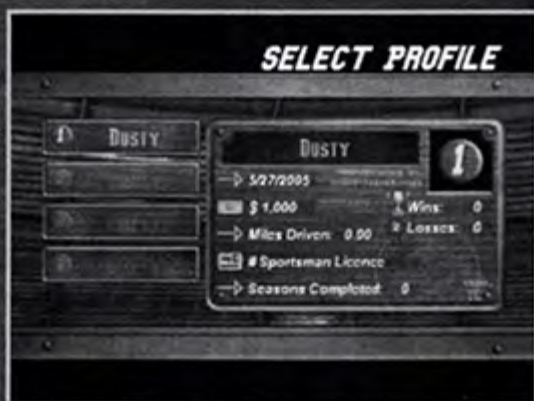 SELECT PROFILE
DUSTY
DUSTY
1
5/27/2005
$ 1,000
Wins: 0
Miles Driven: 0.00
Losses: 0
# Sportsman Licence
Seasons Completed: 0